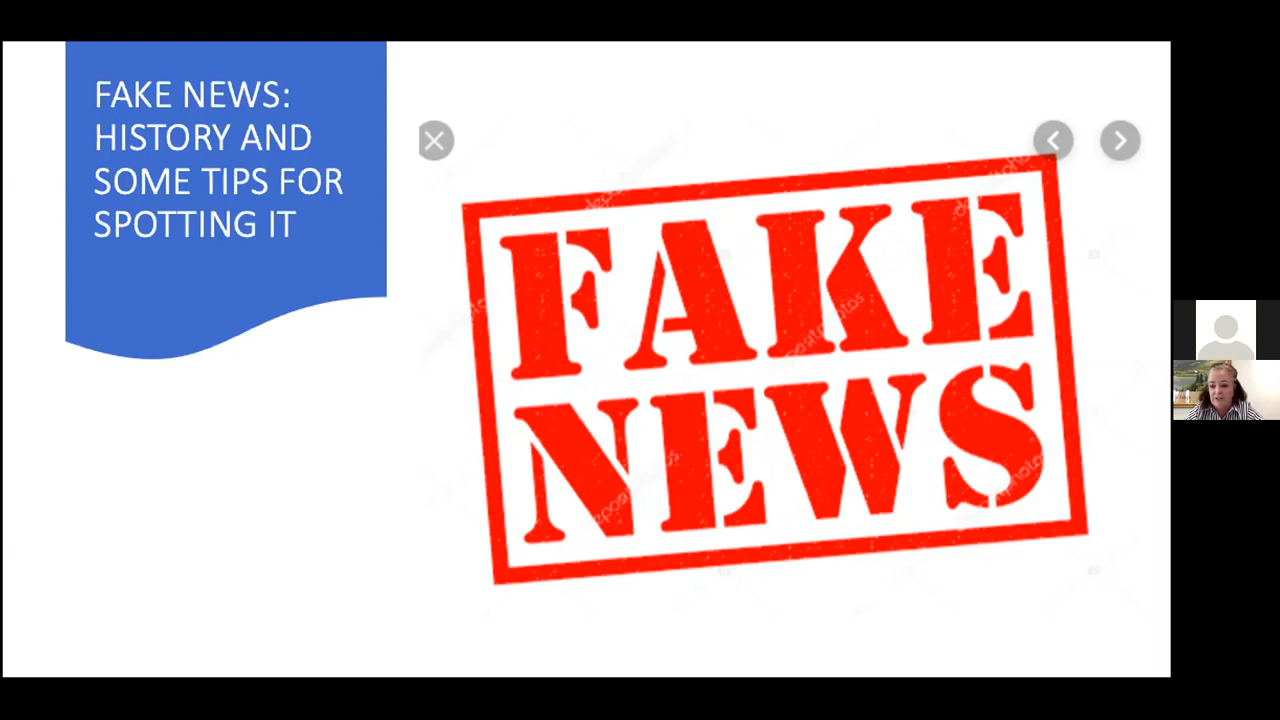 FAKE NEWS:
HISTORY AND
SOME TIPS FOR
SPOTTING IT
FAKE
NEWS